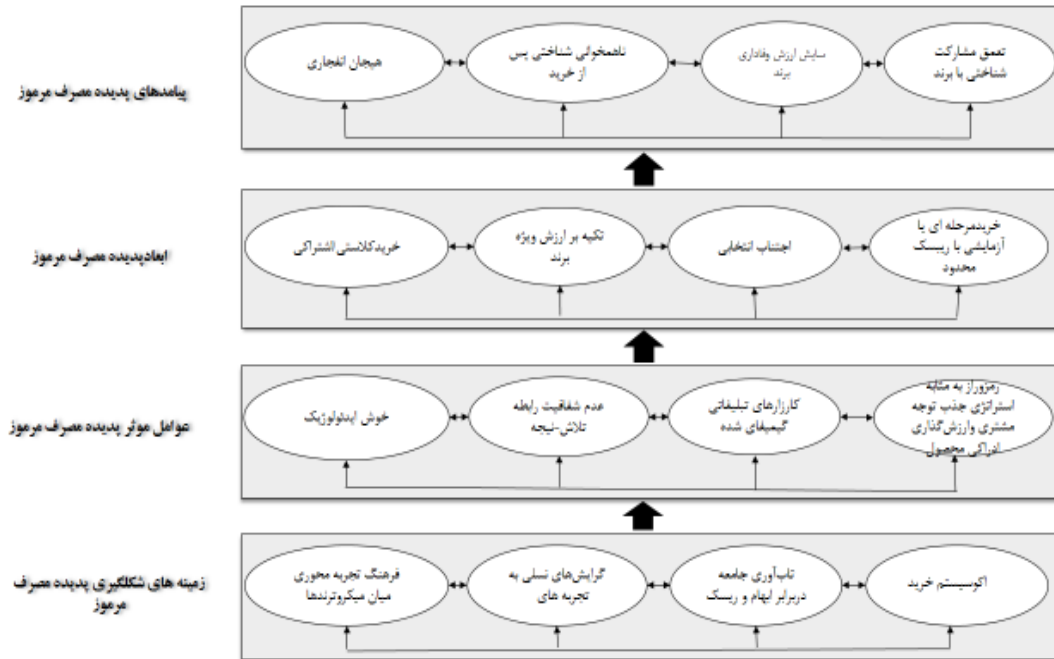 پیامدهای پدیده مصرف مرموز
تعمق مشارکت
شناختی با برند
سایش ارزش وفاداری
برند
ناهمخوانی شناختی پس
از خرید
هیجان انفجاری
ابعادپدیده مصرف مرموز
خریدمرحله ای یا
آزمایشی با ریسک
محدود
اجتناب انتخابی
تکیه بر ارزش ویژه
برند
خریدکلاستی اشتراکی
عوامل موثر پدیده مصرف مرموز
رمزوراز به مثابه
استراتژی جذب توجه
مشتری وارزش‌گذاری
ادراکی محصول
کارزارهای تبلیغاتی
گیمیفای شده
عدم شفافیت رابطه
تلاش-نیجه
خوش ایدئولوژیک
زمینه های شکلگیری پدیده مصرف
مرموز
اکوسیستم خرید
تاب‌آوری جامعه
دربرابر ابهام و ریسک
گرایش‌های نسلی به
تجربه های
فرهنگ تجربه محوری
میان میکروترندها